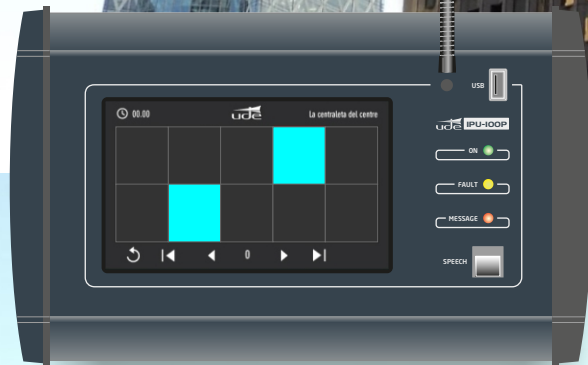 USB
00.00
ude
La centraleta del centre
ude IPU-100P
ON
FAULT
MESSAGE
SPEECH
0